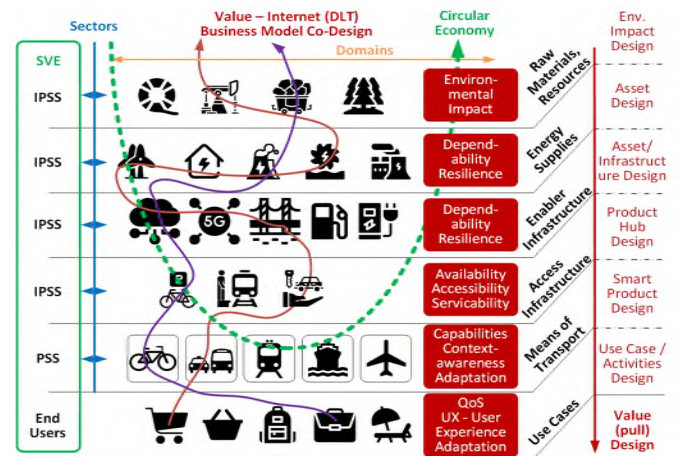 Sectors
Value – Internet (DLT)
Business Model Co-Design
Circular
Economy
Env.
Impact
Design
Domains
SVE
IPSS
Environ-
mental
Impact
Raw
Materials,
Resources
Asset
Design
IPSS
Depend-
ability
Resilience
Energy
Supplies
Asset/
Infrastruct
ure Design
IPSS
5G
Depend-
ability
Resilience
Enabler
Infrastructure
Product
Hub
Design
IPSS
Availability
Accessibility
Servicability
Access
Infrastructure
Smart
Product
Design
PSS
Capabilities
Context-
awareness
Adaptation
Means of
Transport
Use Case /
Activities
Design
End
Users
QoS
UX - User
Experience
Adaptation
Use Cases
Value
(pull)
Design